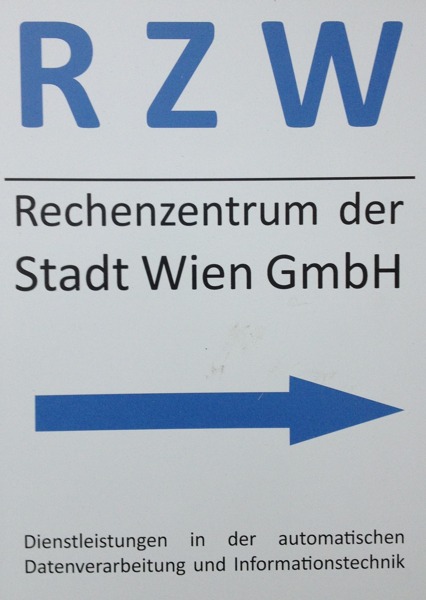 R Z W
Rechenzentrum der
Stadt Wien GmbH
Dienstleistungen in der automatischen
Datenverarbeitung und Informationstechnik